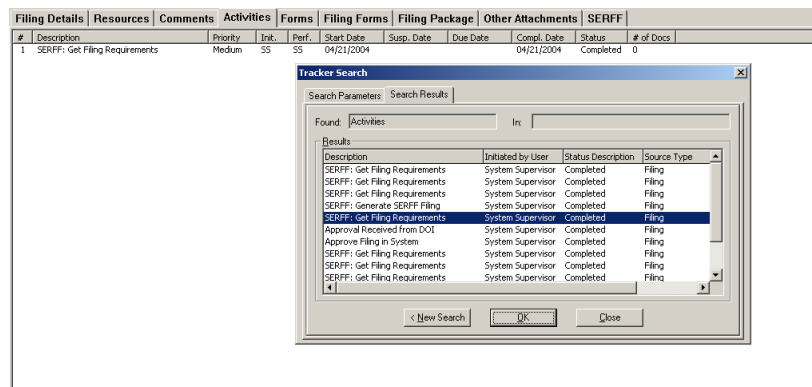 Filing Details Resources Comments Activities Forms Filing Forms Filing Package Other Attachments SERFF
# Description Priority Init. Perf. Start Date Susp. Date Due Date Compl. Date Status # of Docs
1 SERFF: Get Filing Requirements Medium SS SS 04/21/2004 04/21/2004 Completed 0
Tracker Search
Search Parameters Search Results
Found: Activities In:
Results
Description Initiated by User Status Description Source Type
SERFF: Get Filing Requirements System Supervisor Completed Filing
SERFF: Get Filing Requirements System Supervisor Completed Filing
SERFF: Get Filing Requirements System Supervisor Completed Filing
SERFF: Generate SERFF Filing System Supervisor Completed Filing
SERFF: Get Filing Requirements System Supervisor Completed Filing
Approval Received from DOI System Supervisor Completed Filing
Approve Filing in System System Supervisor Completed Filing
SERFF: Get Filing Requirements System Supervisor Completed Filing
SERFF: Get Filing Requirements System Supervisor Completed Filing
SERFF: Get Filing Requirements System Supervisor Completed Filing
< New Search OK Close